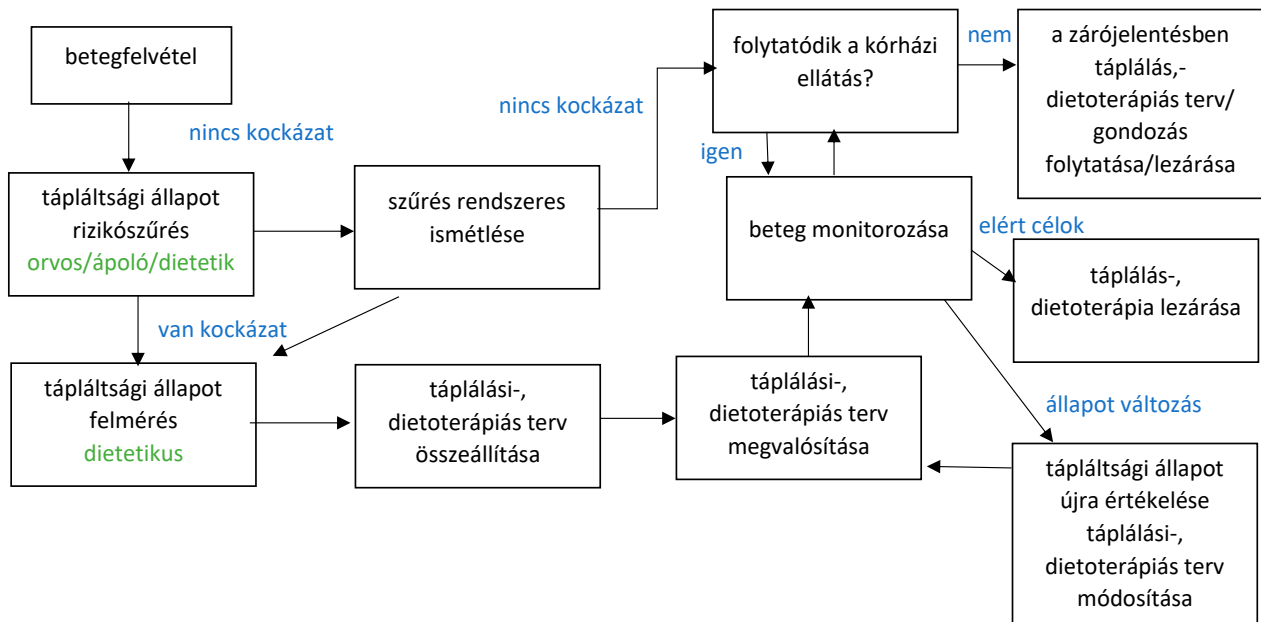 betegfelvétel
nincs kockázat
tápláltsági állapot
rizikószűrés
orvos/ápoló/dietetik
van kockázat
tápláltsági állapot
felmérés
dietetikus
szűrés rendszeres
ismétlése
nincs kockázat
táplálási-,
dietoterápiás terv
összeállítása
folytatódik a kórházi
ellátás?
nem
igen
a zárójelentésben
táplálás,-
dietoterápiás terv/
gondozás
folytatása/lezárása
beteg monitorozása
elért célok
táplálás-,
dietoterápia lezárása
táplálási-,
dietoterápiás terv
megvalósítása
állapot változás
tápláltsági állapot
újra értékelése
táplálási-,
dietoterápiás terv
módosítása